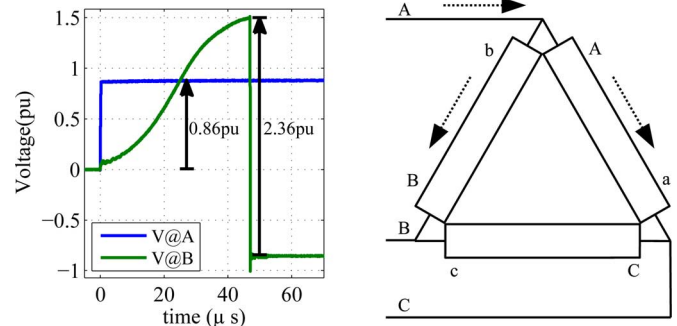 1.5
1
0.5
0
−0.5
−1
Voltage(pu)
0.86pu
2.36pu
V@A
V@B
0 20 40 60
time (μ s)
A
b
A
B
a
B
c
C
C